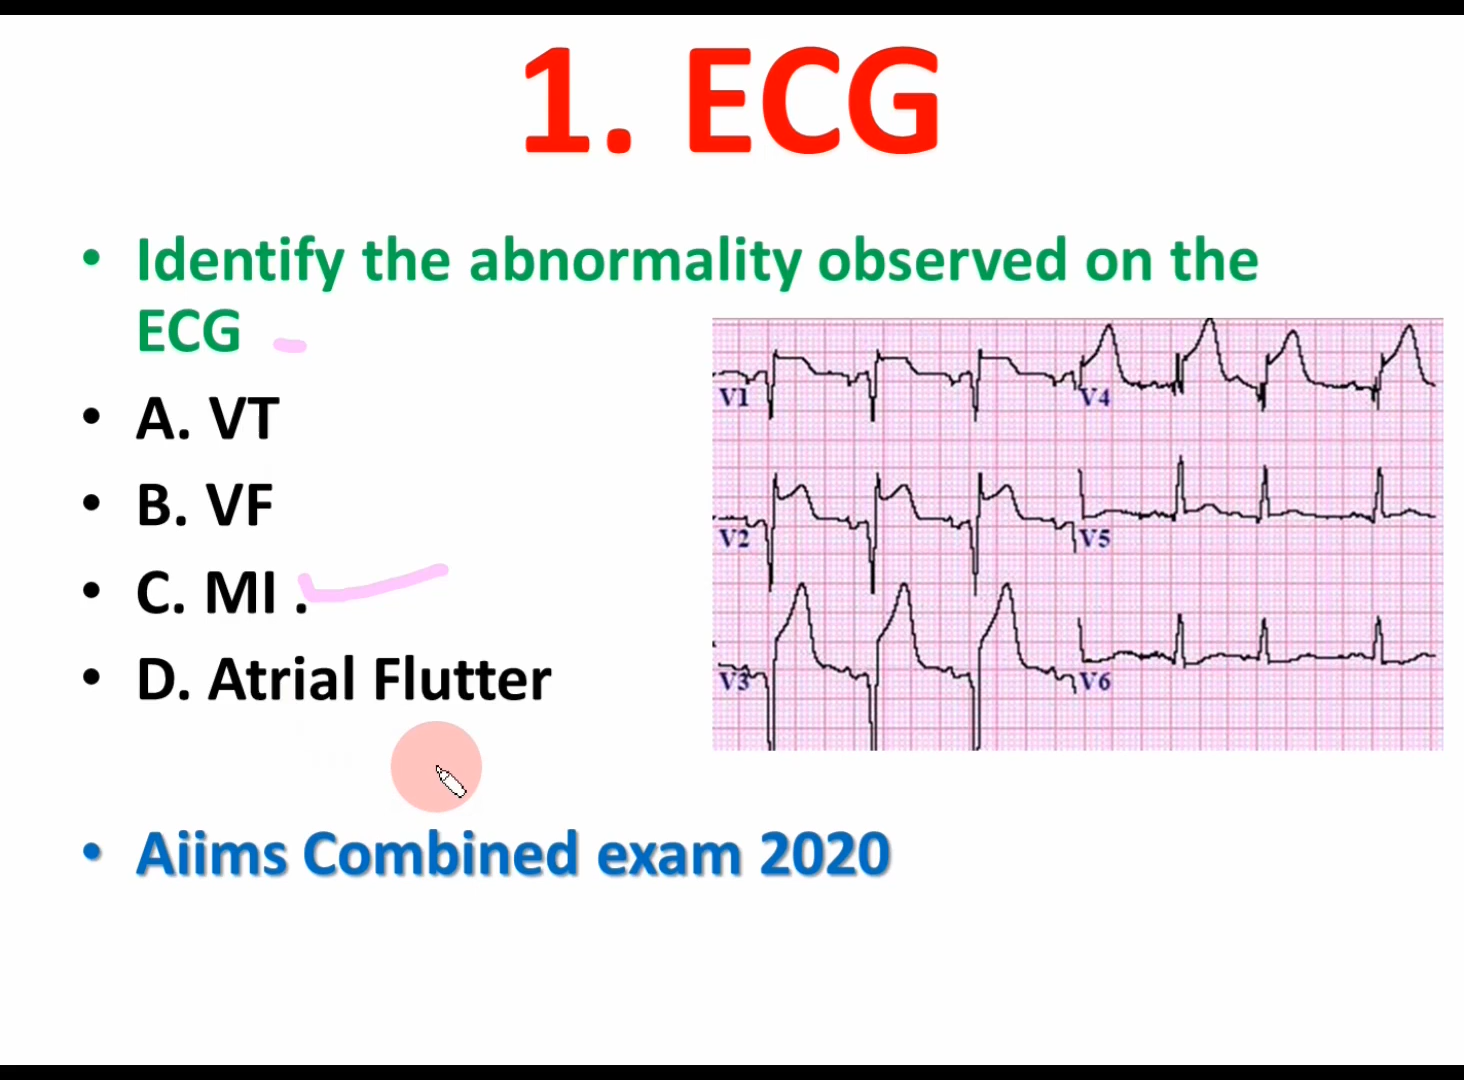 1. ECG
• Identify the abnormality observed on the
ECG
• A. VT
• B. VF
• C. MI .
• D. Atrial Flutter
• Aiims Combined exam 2020
V1
V4
V2
V5
V3
V6